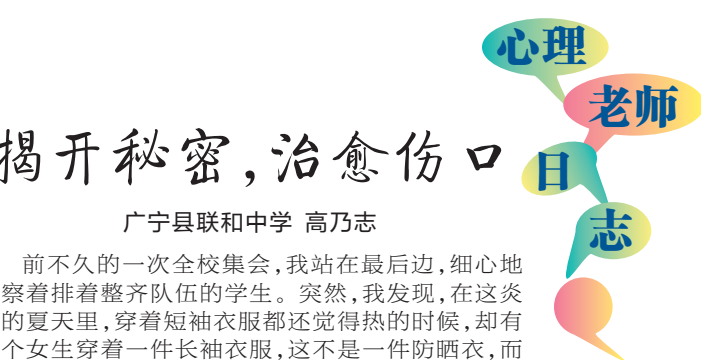 心理
老师
日
志
揭开秘密,治愈伤口
广宁县联和中学 高乃志
前不久的一次全校集会,我站在最后边,细心地
察着排着整齐队伍的学生。突然,我发现,在这炎
的夏天里,穿着短袖衣服都还觉得热的时候,却有
个女生穿着一件长袖衣服,这不是一件防晒衣,而